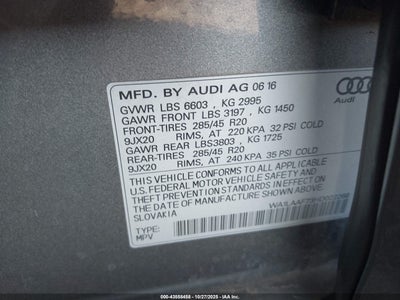 MFD. BY AUDI AG 06 16
GVWR LBS 6603 , KG 2995
GAWR FRONT LBS 3197 , KG 1450
FRONT-TIRES 285/45 R20
9JX20 RIMS, AT 220 KPA 32 PSI COLD
GAWR REAR LBS3803 , KG 1725
REAR-TIRES 285/45 R20
9JX20 RIMS, AT 240 KPA 35 PSI COLD
THIS VEHICLE CONFORMS TO ALL APPLICABLE
U.S. FEDERAL MOTOR VEHICLE SAFETY AND
THEFT PREVENTION STANDARDS IN EFFECT ON
THE DATE OF MANUFACTURE SHOWN ABOVE.
SLOVAKIA
TYPE:
MPV
Audi
000-43558458 - 10/27/2025 - IAAI.COM